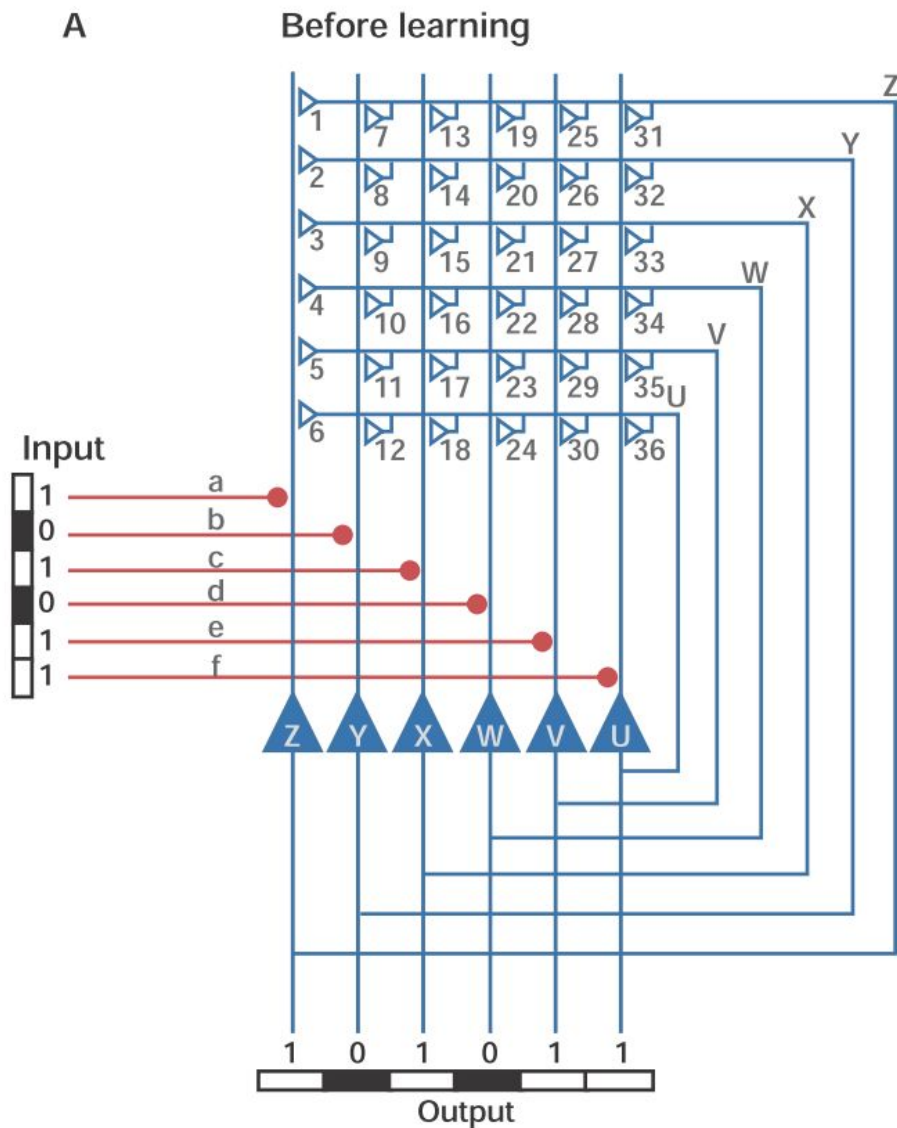 A Before learning
Z
1 7 13 19 25 31
Y
2 8 14 20 26 32
X
3 9 15 21 27 33
W
4 10 16 22 28 34
V
5 11 17 23 29 35
U
6 12 18 24 30 36
Input
1 a
0 b
1 c
0 d
1 e
1 f
Z Y X W V U
1 0 1 0 1 1
Output